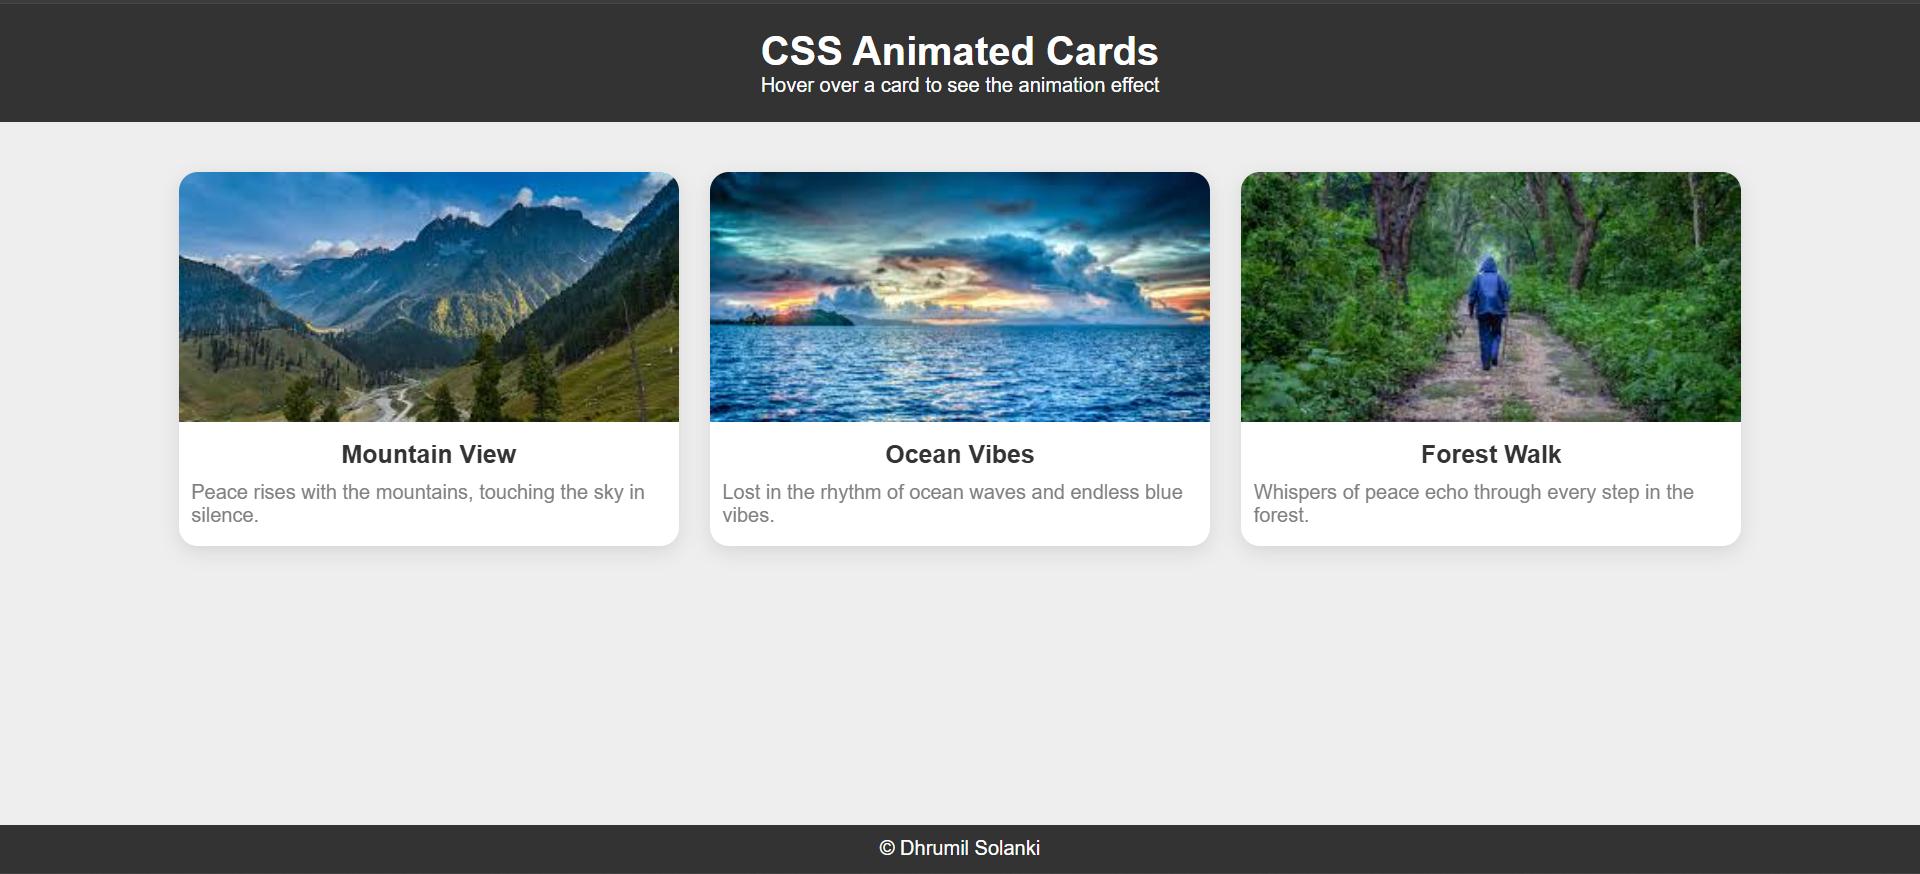 CSS Animated Cards
Hover over a card to see the animation effect
Mountain View
Peace rises with the mountains, touching the sky in
silence.
Ocean Vibes
Lost in the rhythm of ocean waves and endless blue
vibes.
Forest Walk
Whispers of peace echo through every step in the
forest.
© Dhrumil Solanki